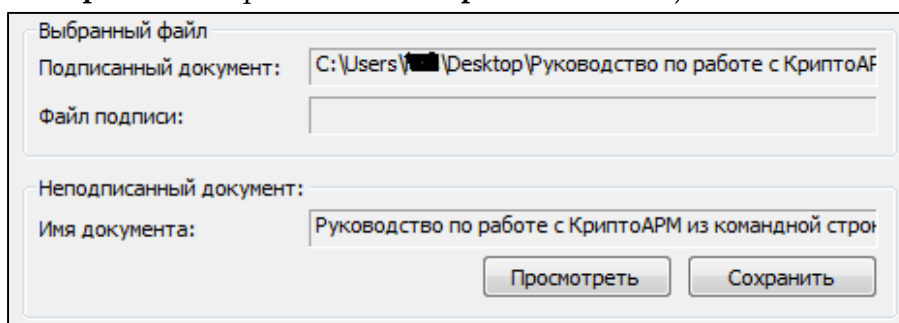 Выбранный файл
Подписанный документ: C:\Users\ \Desktop\Руководство по работе с КриптоАР
Файл подписи:
Неподписанный документ:
Имя документа: Руководство по работе с КриптоАРМ из командной строк
Просмотреть Сохранить